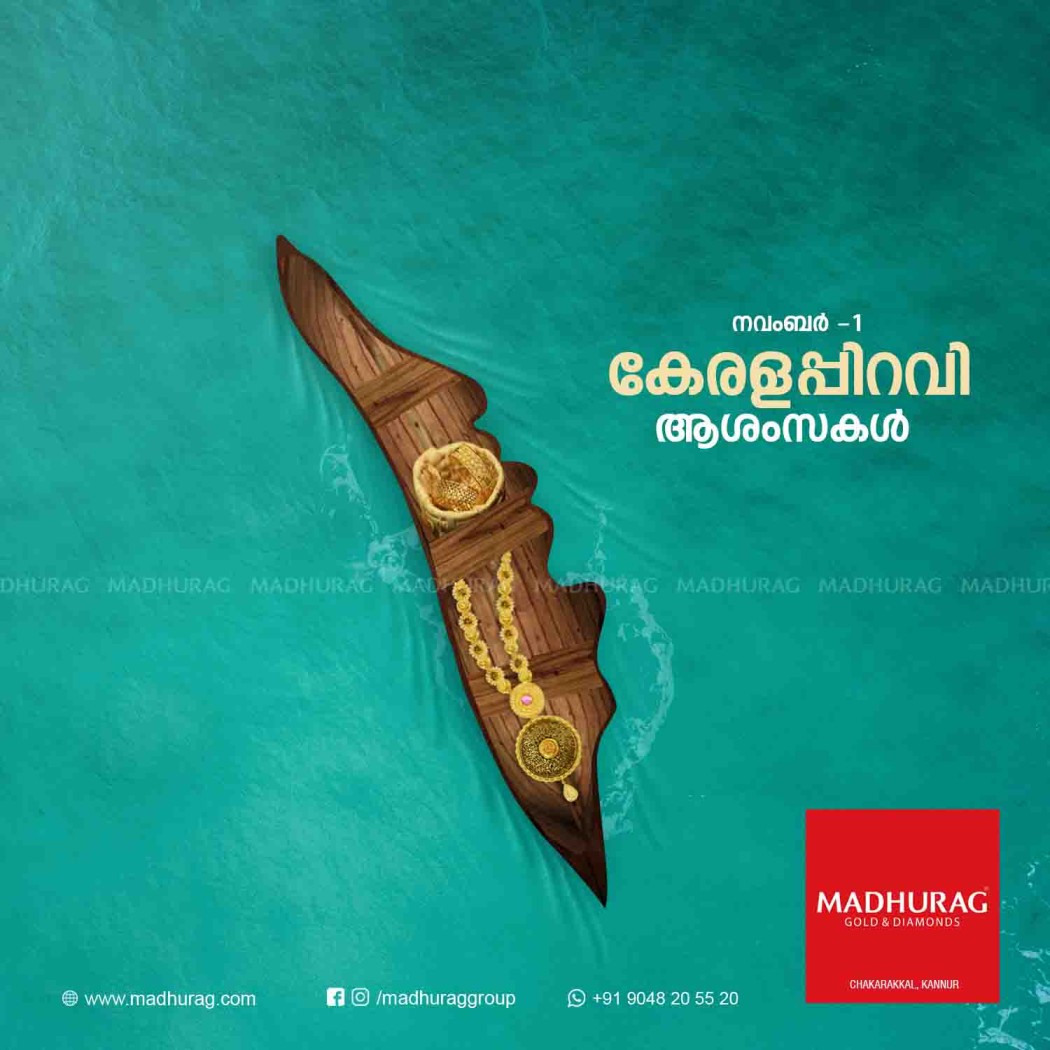 നവംബർ -1
കേരളപ്പിറവി
ആശംസകൾ
DHURAG MADHURAG MADHURAG MADHURAG MADHURAG MADHURAG MADHURAG MADHUR
MADHURAG
GOLD & DIAMONDS
CHAKARAKKAL, KANNUR
www.madhurag.com /madhuraggroup +91 9048 20 55 20